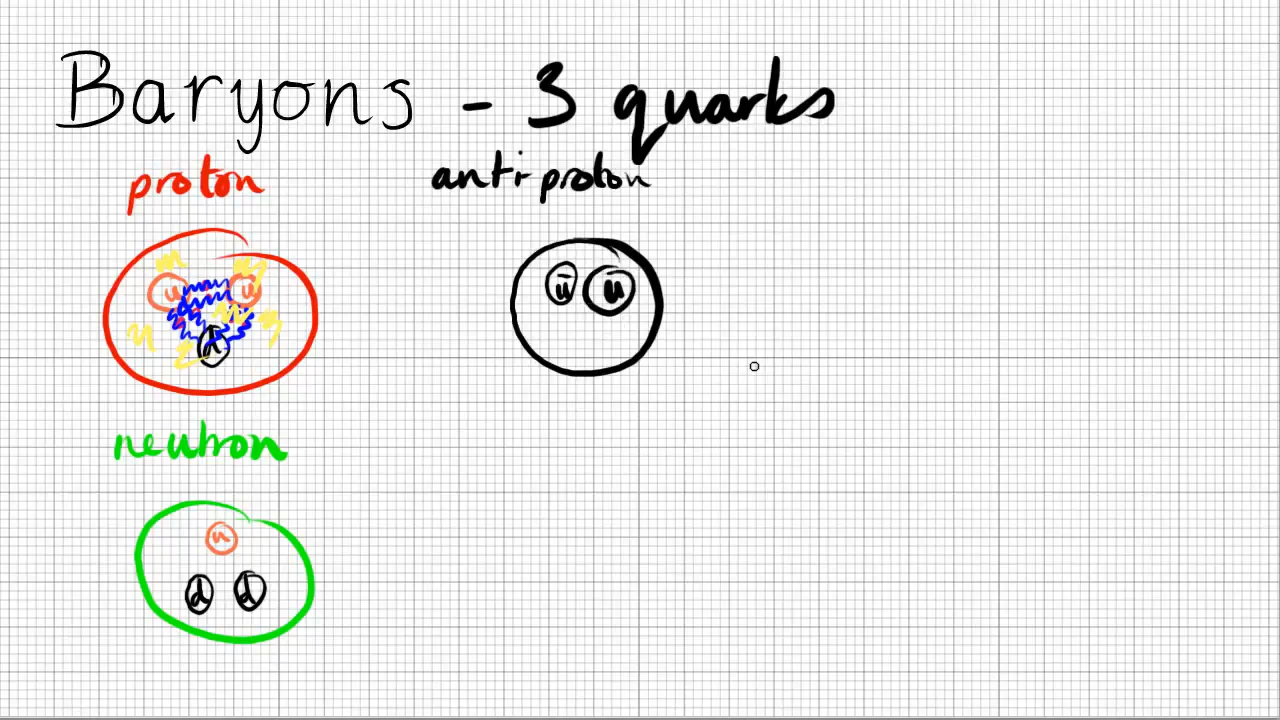 Baryons - 3 quarks
proton
antiproton
u u
d
ū ū
neutron
u
d d